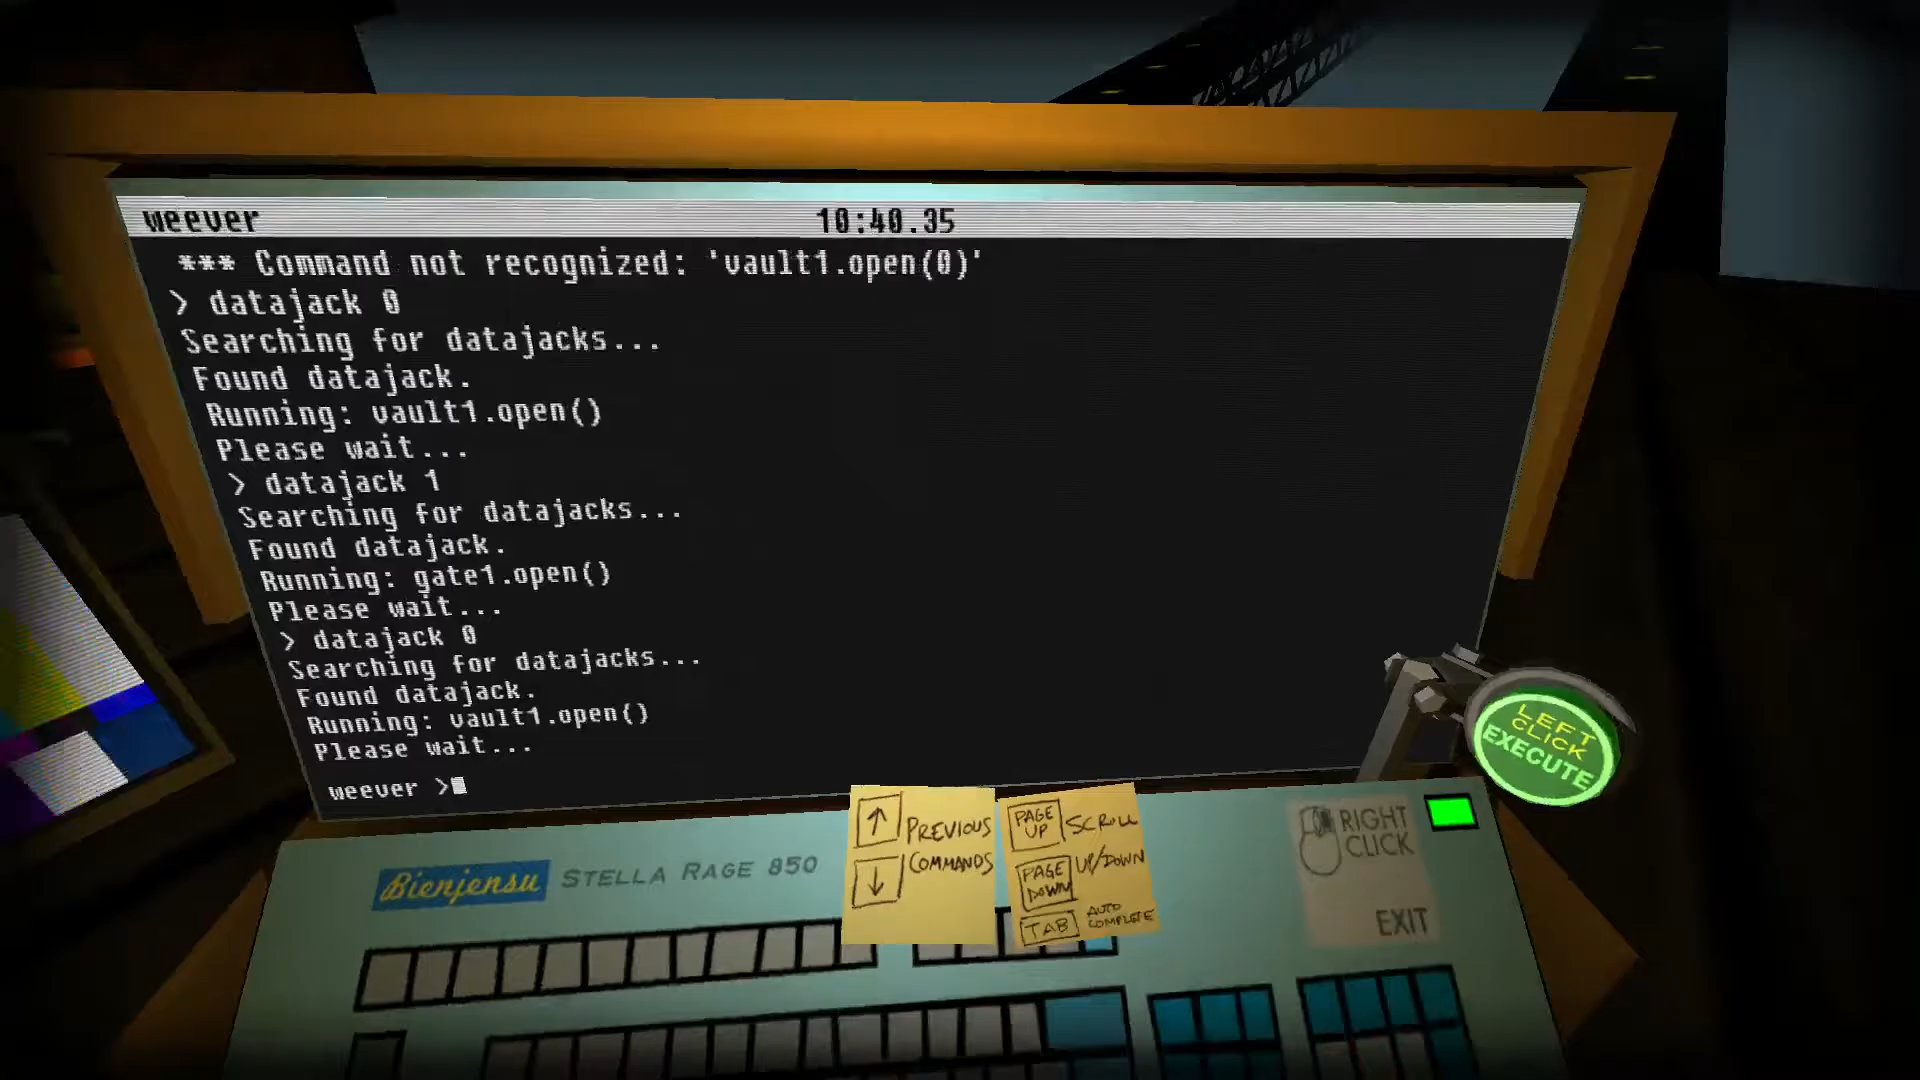 weever 10:40.35
*** Command not recognized: 'vault1.open(0)'
> datajack 0
Searching for datajacks...
Found datajack.
Running: vault1.open()
Please wait...
> datajack 1
Searching for datajacks...
Found datajack.
Running: gate1.open()
Please wait...
> datajack 0
Searching for datajacks...
Found datajack.
Running: vault1.open()
Please wait...
weever >
LEFT
CLICK
EXECUTE
↑ PREVIOUS
↓ COMMANDS
PAGE UP SCROLL
PAGE DOWN UP/DOWN
TAB AUTO COMPLETE
RIGHT
CLICK
EXIT
Bienjensu STELLA RAGE 850